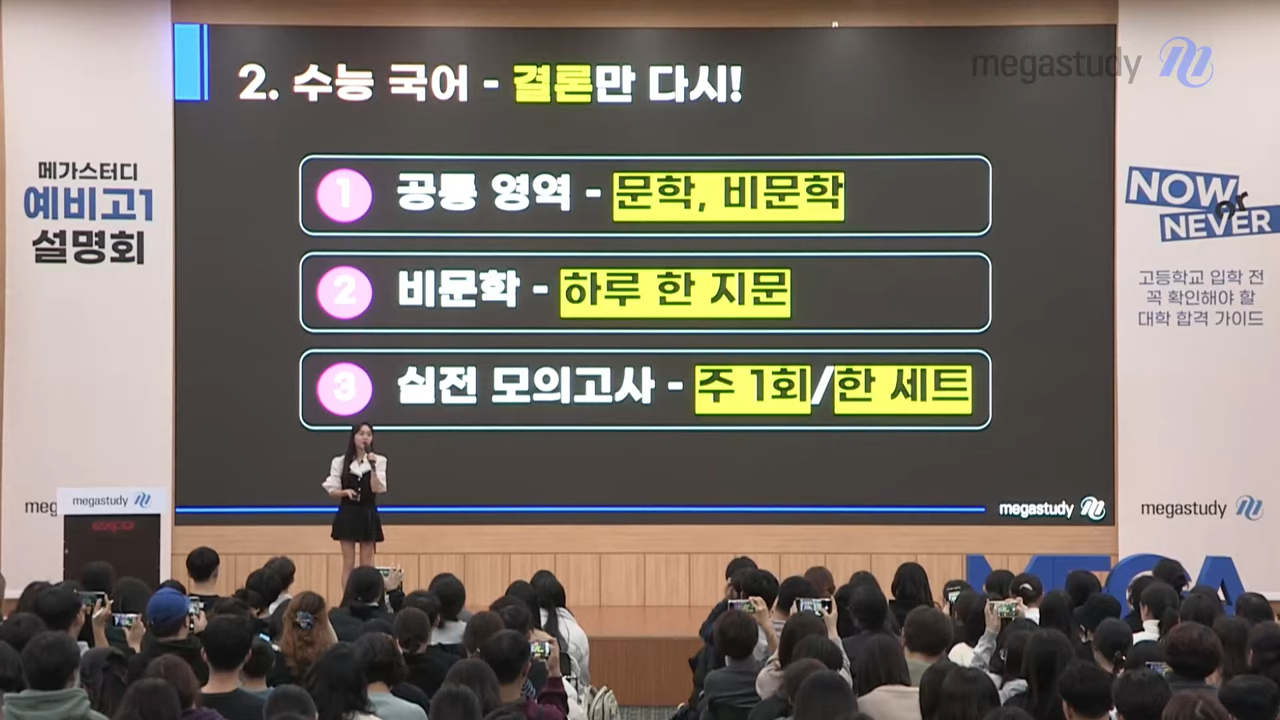 2. 수능 국어 - 결론만 다시!
megastudy
1 공통 영역 - 문학, 비문학
2 비문학 - 하루 한 지문
3 실전 모의고사 - 주 1회/한 세트
megastudy
메가스터디
예비고1
설명회
meg
megastudy
expo
NOW or
NEVER
고등학교 입학 전
꼭 확인해야 할
대학 합격 가이드
megastudy
MEGA